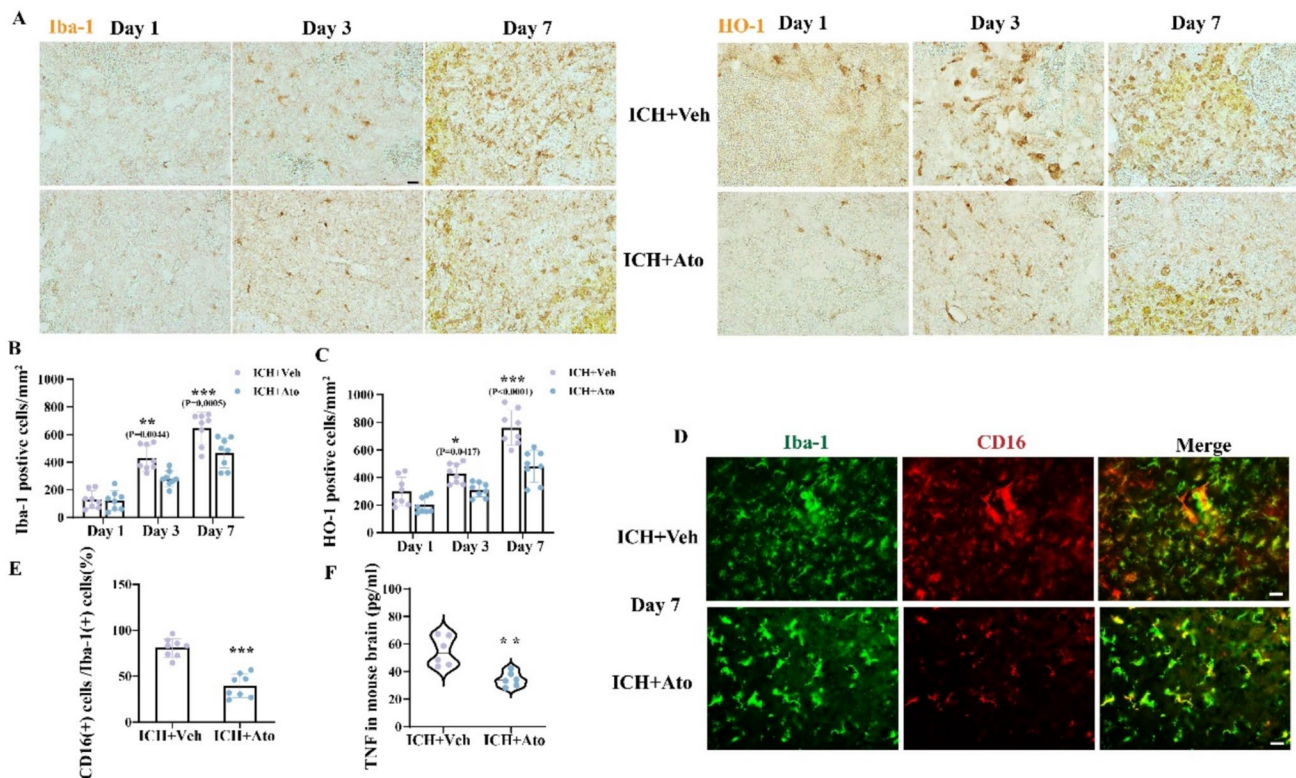 A
Iba-1 Day 1 Day 3 Day 7
HO-1 Day 1 Day 3 Day 7
ICH+Veh
ICH+Ato
B
ICH+Veh
ICH+Ato
Iba-1 postive cells/mm²
1000
800
600
400
200
0
**
(P=0.0044)
***
(P=0.0005)
Day 1 Day 3 Day 7
C
ICH+Veh
ICH+Ato
HO-1 postive cells/mm²
1000
800
600
400
200
0
*
(P=0.0417)
***
(P<0.0001)
Day 1 Day 3 Day 7
D
Iba-1 CD16 Merge
ICH+Veh
Day 7
ICH+Ato
E
CD16(+) cells /Iba-1(+) cells(%)
150
100
50
0
***
ICH+Veh ICH+Ato
F
TNF in mouse brain (pg/ml)
100
80
60
40
20
0
* *
ICH+Veh ICH+Ato